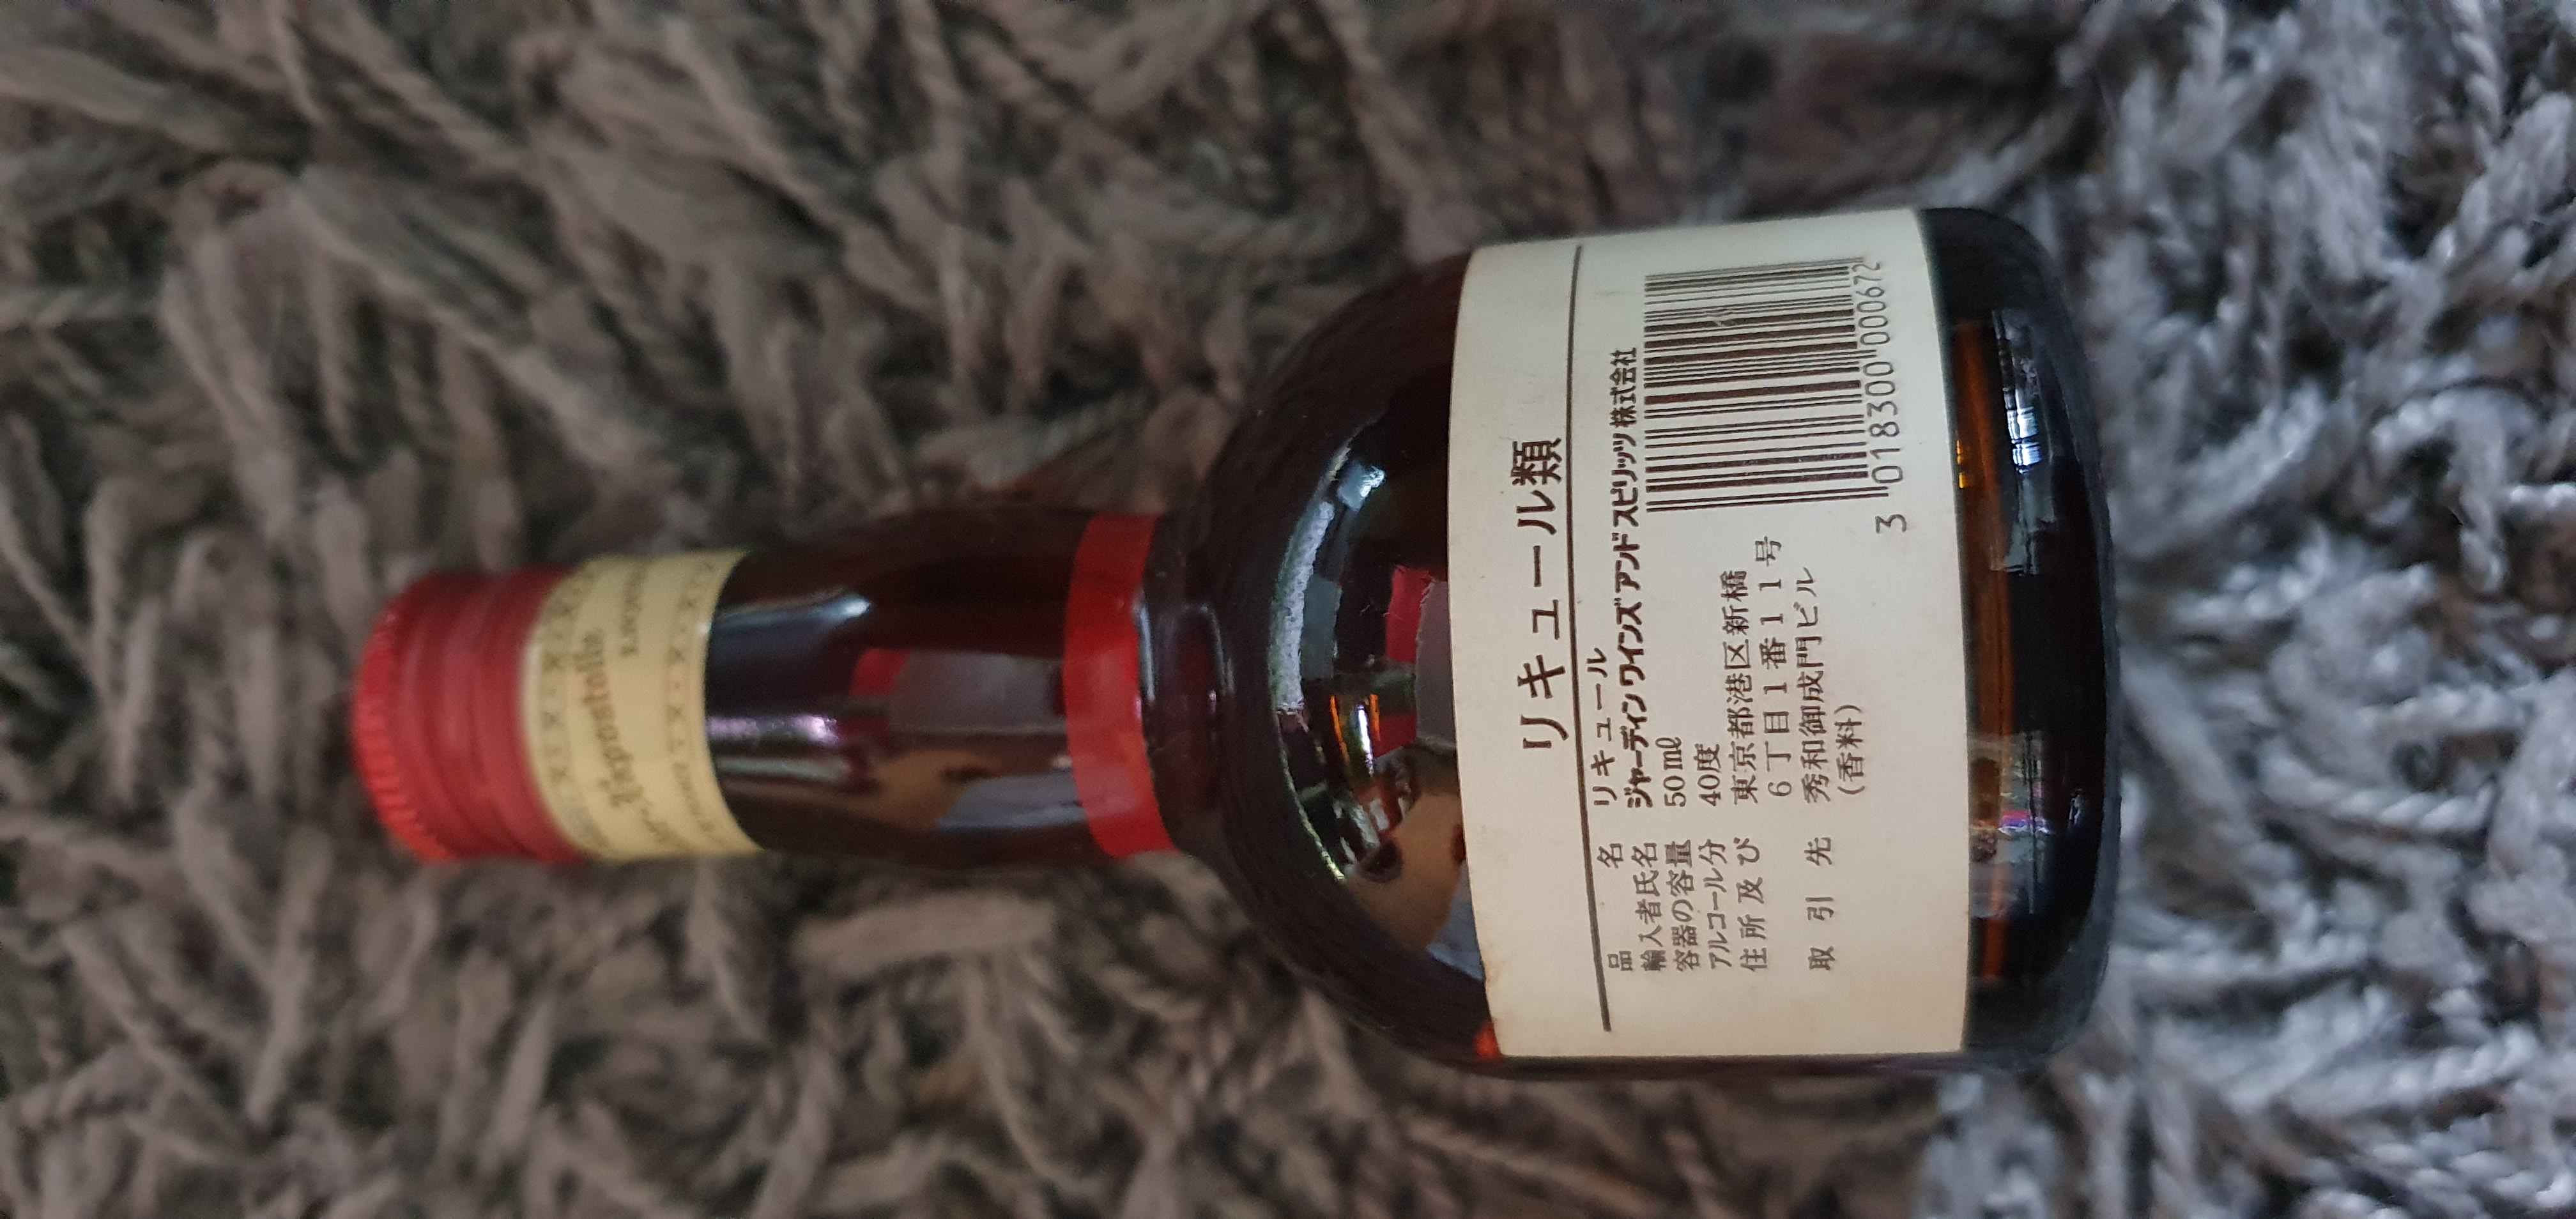 リキュール類
品名 リキュール
輸入者氏名 ジャーディンワインズアンドスピリッツ株式会社
容器の容量 50㎖
アルコール分 40度
住所及び 東京都港区新橋
6丁目1番11号
取引先 秀和御成門ビル
(香料)
3 018300 000672